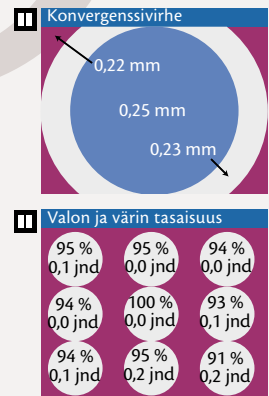 Konvergenssivirhe
0,22 mm
0,25 mm
0,23 mm
Valon ja värin tasaisuus
95 % 95 % 94 %
0,1 jnd 0,0 jnd 0,0 jnd
94 % 100 % 93 %
0,0 jnd 0,0 jnd 0,1 jnd
94 % 95 % 91 %
0,1 jnd 0,2 jnd 0,2 jnd